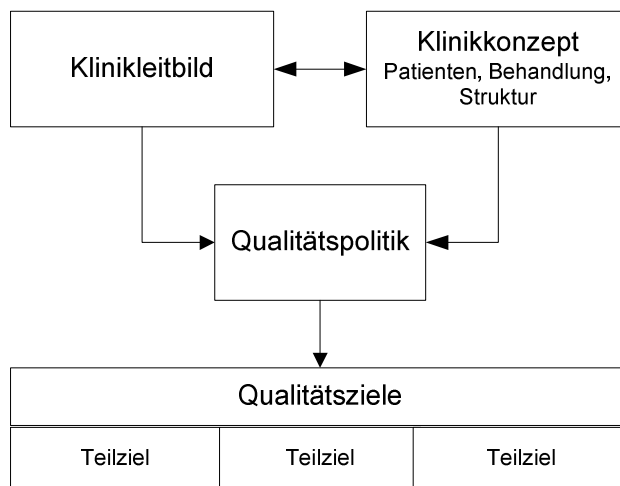 Klinikleitbild
Klinikkonzept
Patienten, Behandlung,
Struktur
Qualitätspolitik
Qualitätsziele
Teilziel
Teilziel
Teilziel